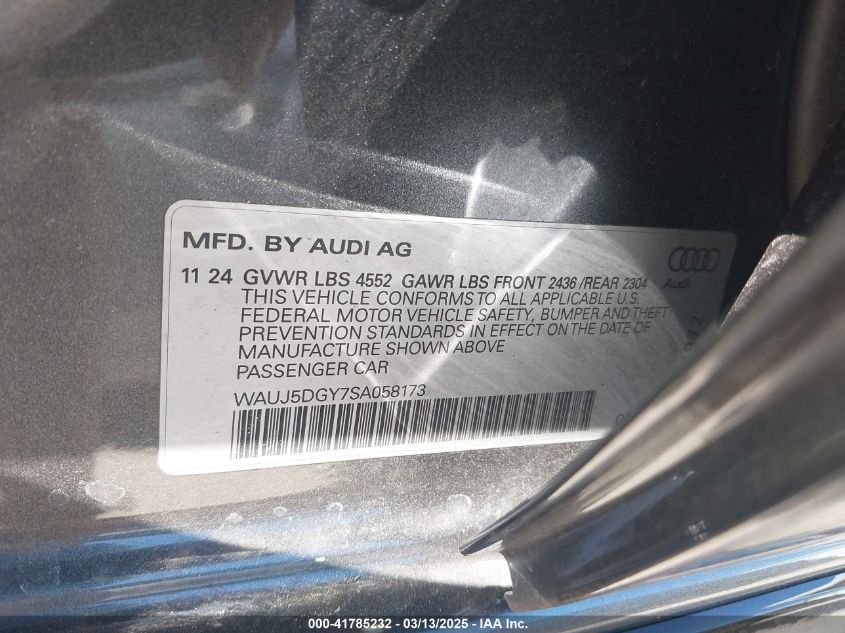 MFD. BY AUDI AG
11 24 GVWR LBS 4552 GAWR LBS FRONT 2436 /REAR 2304
Audi
THIS VEHICLE CONFORMS TO ALL APPLICABLE U.S.
FEDERAL MOTOR VEHICLE SAFETY, BUMPER AND THEFT
PREVENTION STANDARDS IN EFFECT ON THE DATE OF
MANUFACTURE SHOWN ABOVE
PASSENGER CAR
WAUJ5DGY7SA058173
000-41785232 - 03/13/2025 - IAA Inc.